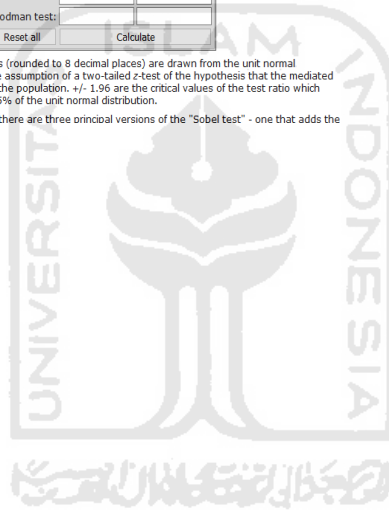 odman test:
Reset all Calculate
s (rounded to 8 decimal places) are drawn from the unit normal
e assumption of a two-tailed z-test of the hypothesis that the mediated
the population. +/- 1.96 are the critical values of the test ratio which
5% of the unit normal distribution.
there are three principal versions of the "Sobel test" - one that adds the
ISLAM
UNIVERSITAS
INDONESIA